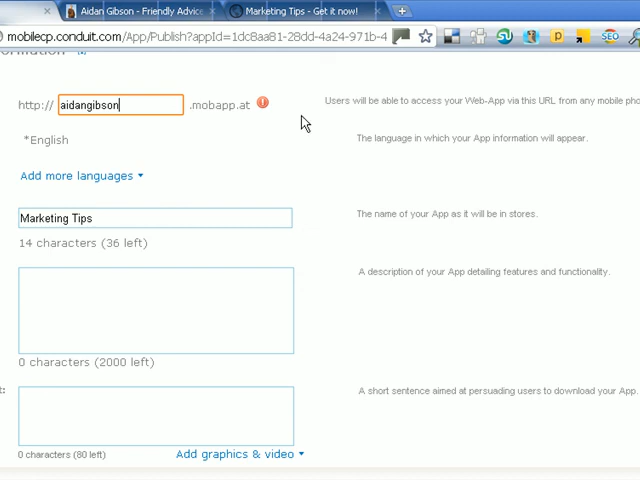 Aidan Gibson - Friendly Advice
Marketing Tips - Get it now!
mobilecp.conduit.com/App/Publish?appId=1dc8aa81-28dd-4a24-971b-4
http:// aidangibson .mobapp.at
Users will be able to access your Web-App via this URL from any mobile pho
*English
The language in which your App information will appear.
Add more languages
Marketing Tips
The name of your App as it will be in stores.
14 characters (36 left)
A description of your App detailing features and functionality.
0 characters (2000 left)
t:
A short sentence aimed at persuading users to download your App.
0 characters (80 left)
Add graphics & video